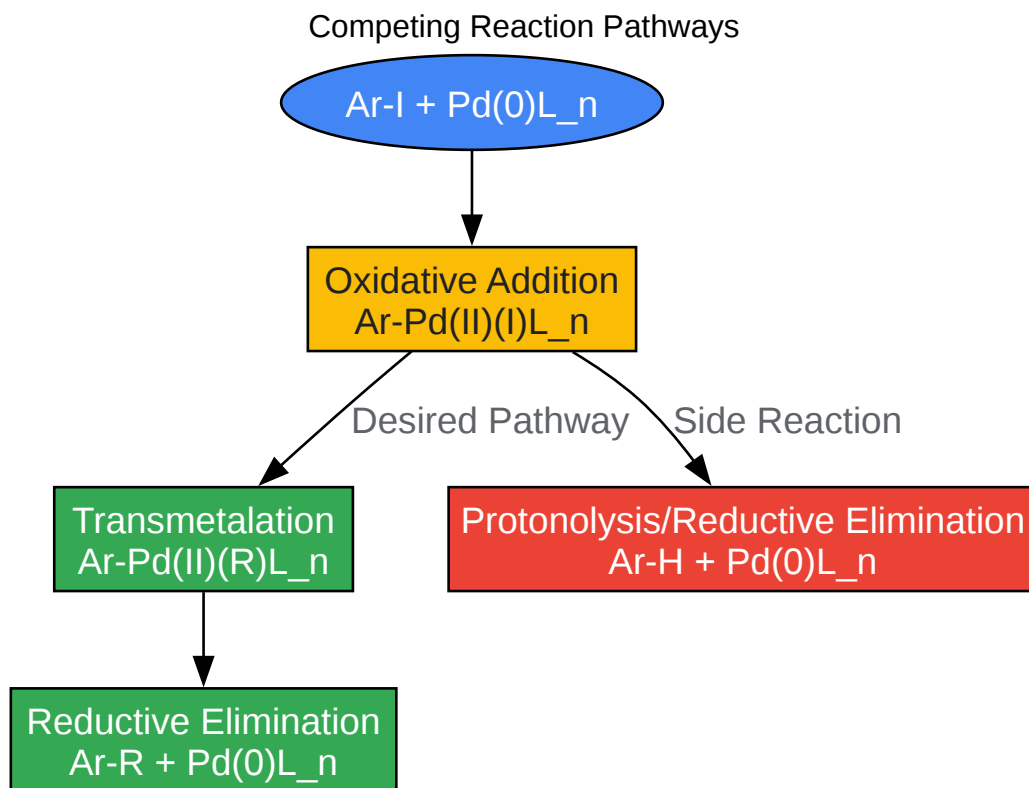 Competing Reaction Pathways
Ar-I + Pd(0)L_n
Oxidative Addition
Ar-Pd(II)(I)L_n
Desired Pathway
Side Reaction
Transmetalation
Ar-Pd(II)(R)L_n
Protonolysis/Reductive Elimination
Ar-H + Pd(0)L_n
Reductive Elimination
Ar-R + Pd(0)L_n